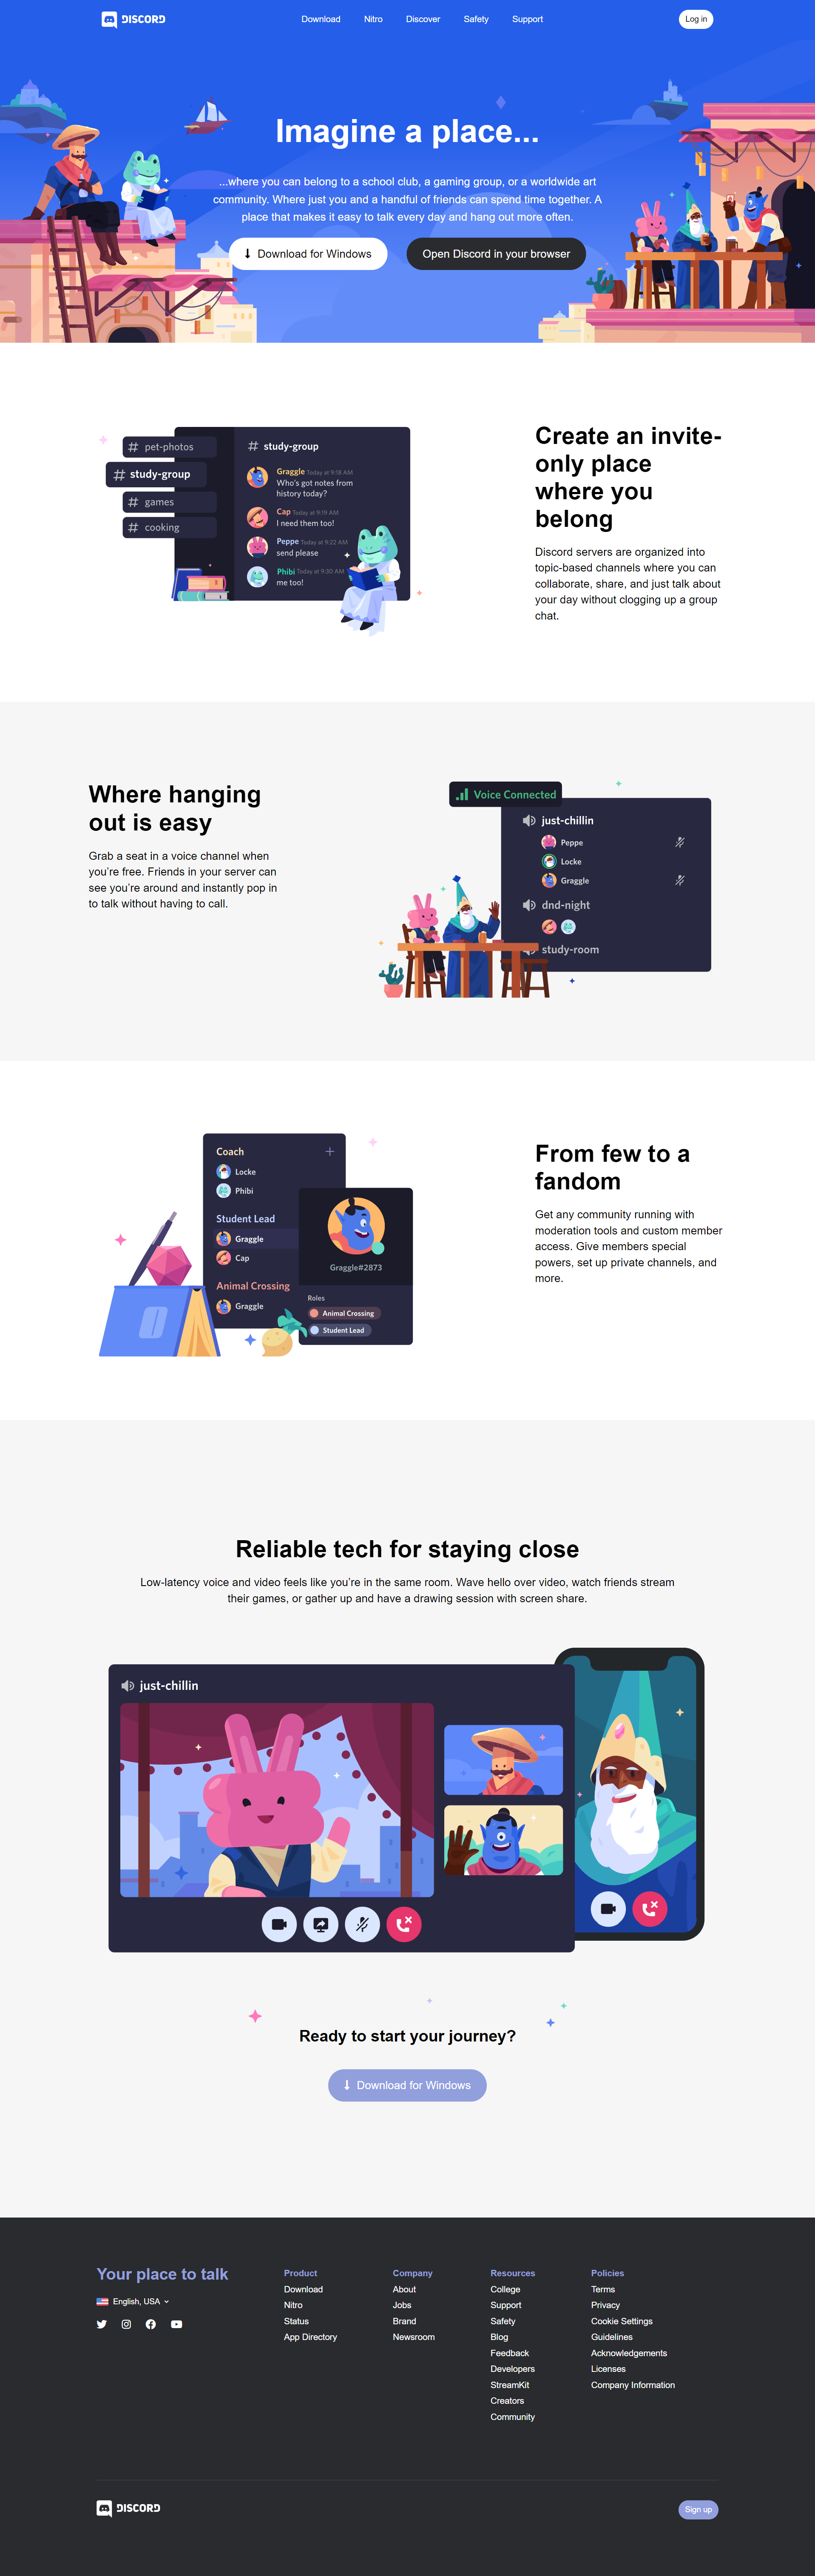 DISCORD
Download
Nitro
Discover
Safety
Support
Log in
Imagine a place...
...where you can belong to a school club, a gaming group, or a worldwide art
community. Where just you and a handful of friends can spend time together. A
place that makes it easy to talk every day and hang out more often.
Download for Windows
Open Discord in your browser
# pet-photos
# study-group
# games
# cooking
# study-group
Graggle Today at 9:18 AM
Who's got notes from
history today?
Cap Today at 9:19 AM
I need them too!
Peppe Today at 9:22 AM
send please
Phibi Today at 9:30 AM
me too!
Create an invite-
only place
where you
belong
Discord servers are organized into
topic-based channels where you can
collaborate, share, and just talk about
your day without clogging up a group
chat.
Where hanging
out is easy
Grab a seat in a voice channel when
you're free. Friends in your server can
see you're around and instantly pop in
to talk without having to call.
Voice Connected
just-chillin
Peppe
Locke
Graggle
dnd-night
study-room
Coach
Locke
Phibi
Student Lead
Graggle
Cap
Animal Crossing
Graggle
Graggle#2873
Roles
Animal Crossing
Student Lead
From few to a
fandom
Get any community running with
moderation tools and custom member
access. Give members special
powers, set up private channels, and
more.
Reliable tech for staying close
Low-latency voice and video feels like you're in the same room. Wave hello over video, watch friends stream
their games, or gather up and have a drawing session with screen share.
just-chillin
Ready to start your journey?
Download for Windows
Your place to talk
English, USA
Product
Download
Nitro
Status
App Directory
Company
About
Jobs
Brand
Newsroom
Resources
College
Support
Safety
Blog
Feedback
Developers
StreamKit
Creators
Community
Policies
Terms
Privacy
Cookie Settings
Guidelines
Acknowledgements
Licenses
Company Information
DISCORD
Sign up